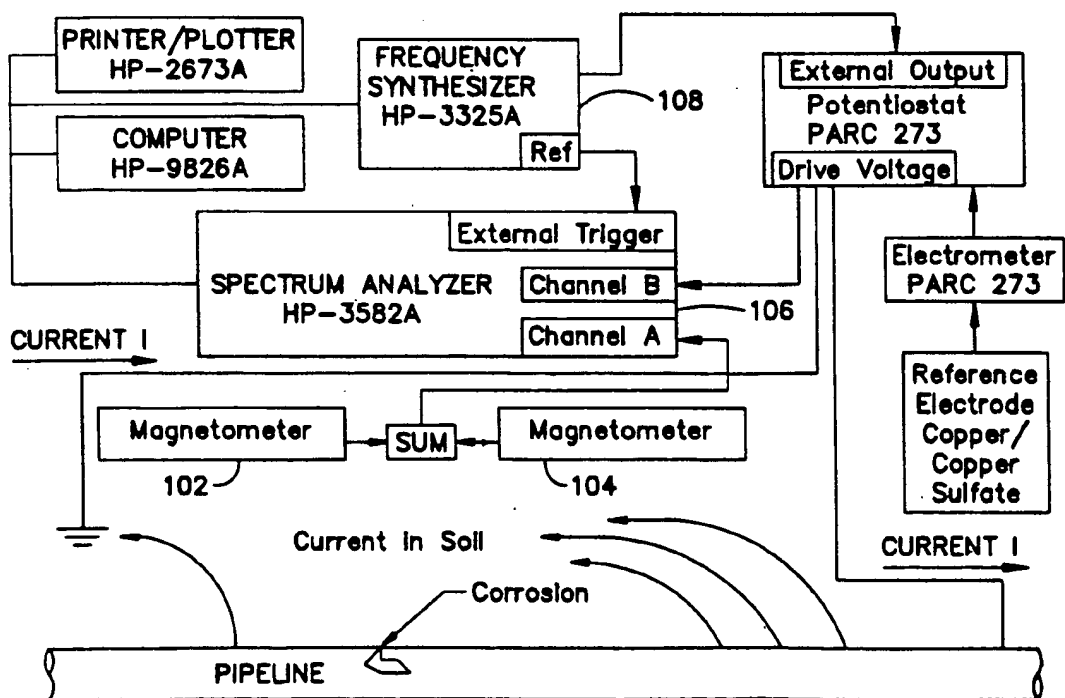 PRINTER/PLOTTER
HP-2673A
COMPUTER
HP-9826A
FREQUENCY
SYNTHESIZER
HP-3325A
Ref
108
External Output
Potentiostat
PARC 273
Drive Voltage
External Trigger
SPECTRUM ANALYZER
HP-3582A
Channel B
Channel A
106
Electrometer
PARC 273
CURRENT I
Reference
Electrode
Copper/
Copper
Sulfate
Magnetometer
SUM
Magnetometer
102
104
Current in Soil
CURRENT I
Corrosion
PIPELINE